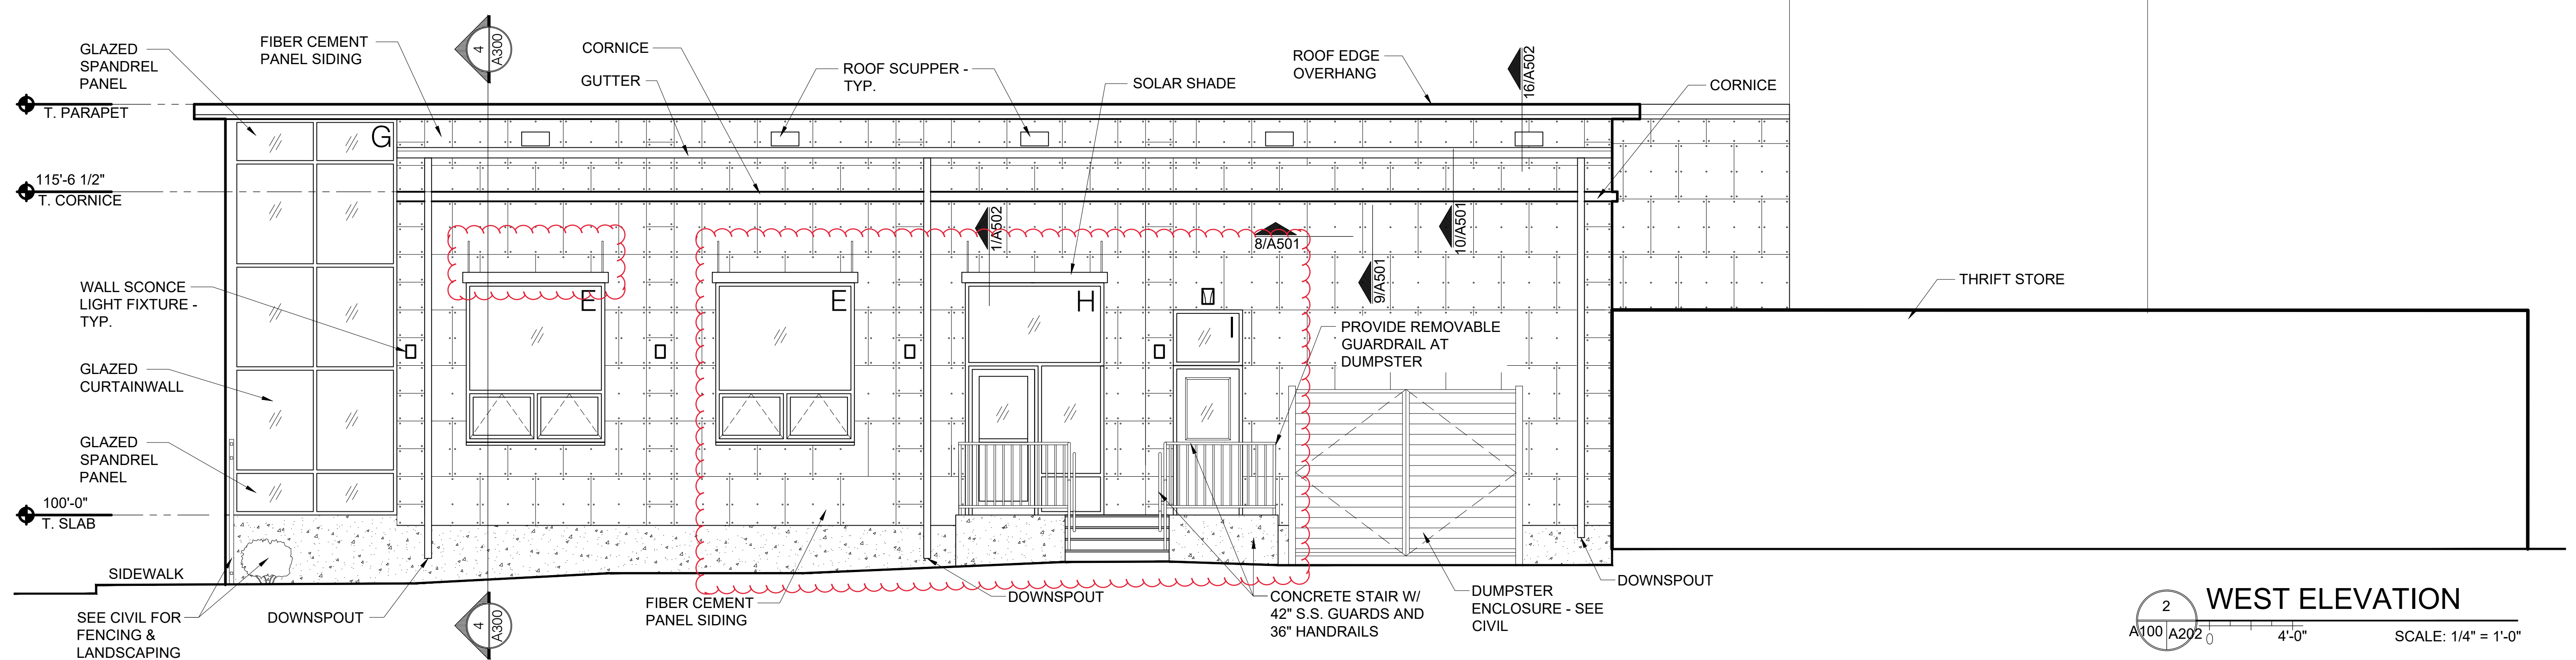 GLAZED
SPANDREL
PANEL
FIBER CEMENT
PANEL SIDING
4
A300
CORNICE
GUTTER
ROOF SCUPPER -
TYP.
SOLAR SHADE
ROOF EDGE
OVERHANG
16/A502
CORNICE
T. PARAPET
G
115'-6 1/2"
T. CORNICE
1/A502
8/A501
10/A501
9/A501
WALL SCONCE
LIGHT FIXTURE -
TYP.
E
E
H
I
THRIFT STORE
PROVIDE REMOVABLE
GUARDRAIL AT
DUMPSTER
GLAZED
CURTAINWALL
GLAZED
SPANDREL
PANEL
100'-0"
T. SLAB
SIDEWALK
SEE CIVIL FOR
FENCING &
LANDSCAPING
DOWNSPOUT
4
A300
FIBER CEMENT
PANEL SIDING
DOWNSPOUT
CONCRETE STAIR W/
42" S.S. GUARDS AND
36" HANDRAILS
DUMPSTER
ENCLOSURE - SEE
CIVIL
DOWNSPOUT
2
A100
A202
WEST ELEVATION
0
4'-0"
SCALE: 1/4" = 1'-0"